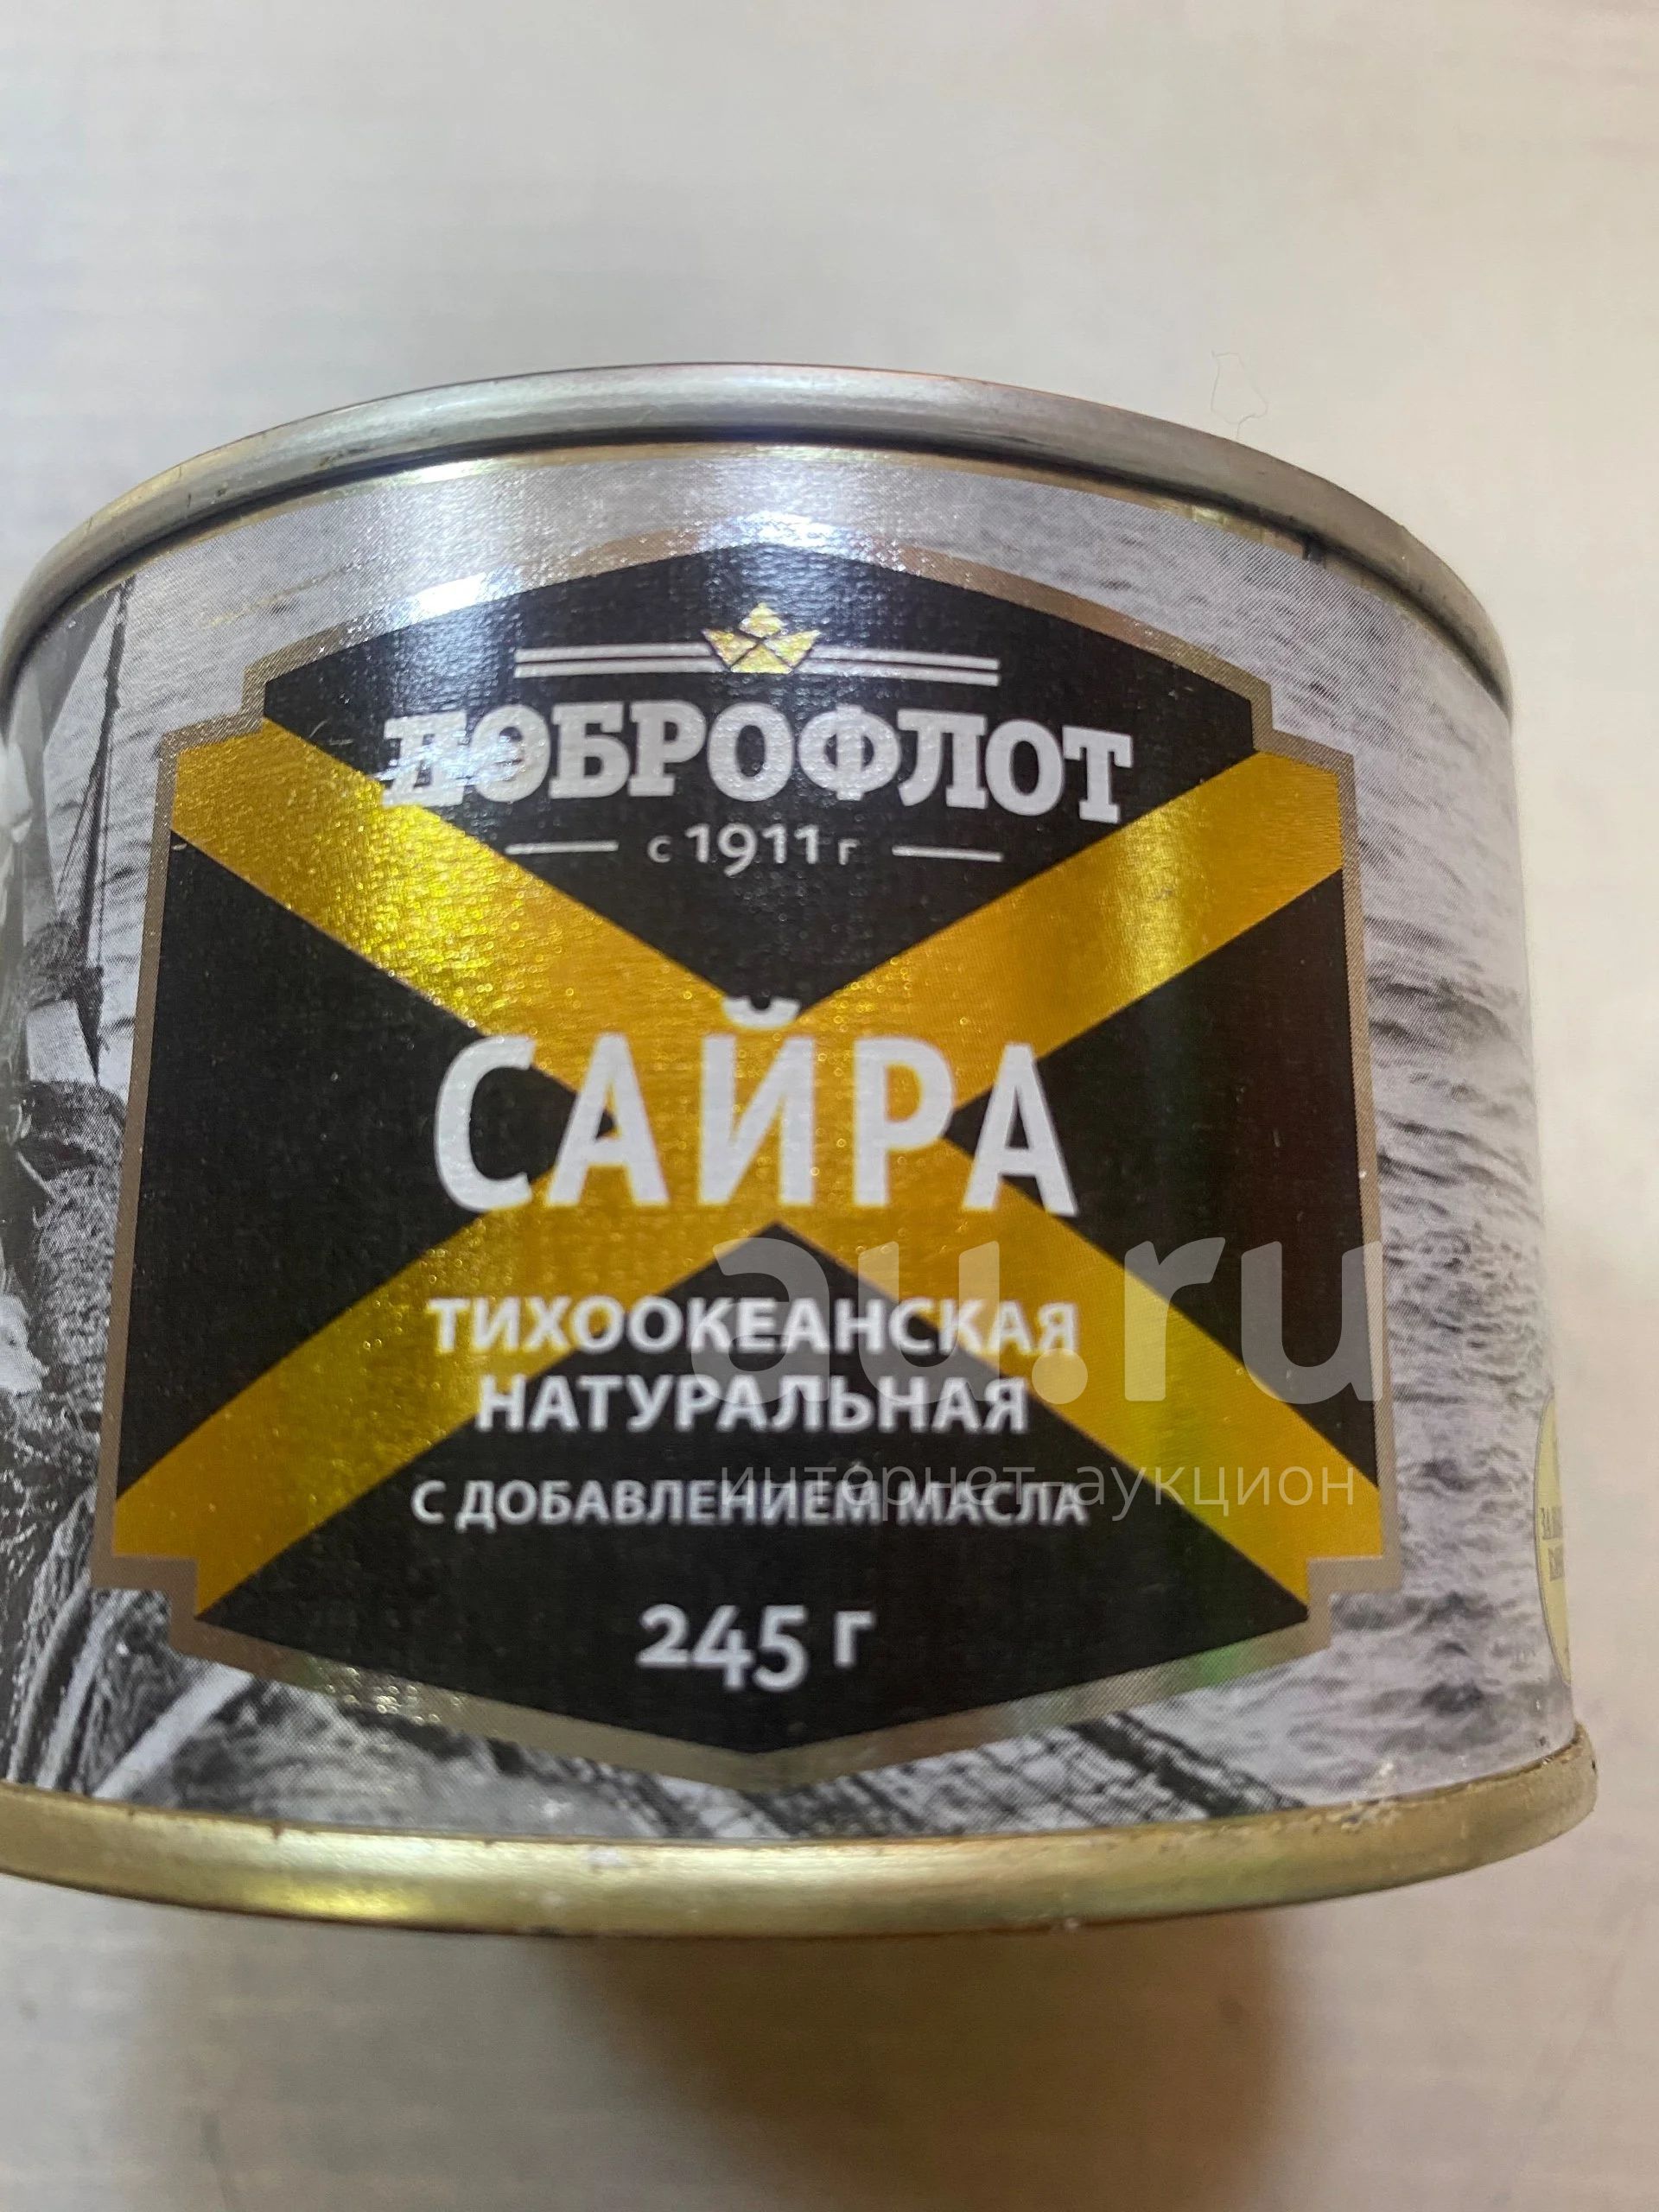 ДОБРОФЛОТ
с 1911 г
САЙРА
ТИХООКЕАНСКАЯ
НАТУРАЛЬНАЯ
С ДОБАВЛЕНИЕМ МАСЛА
245 г
au.ru
интернет-аукцион